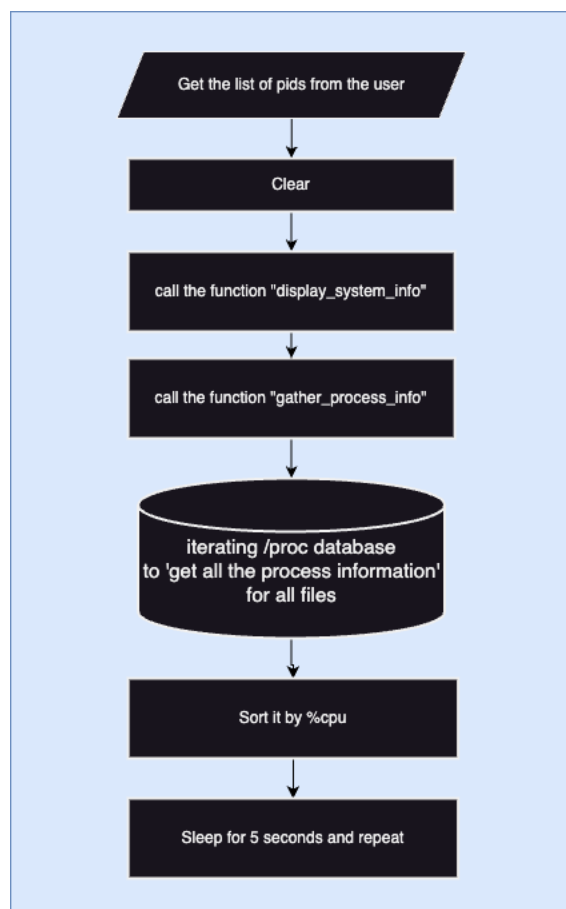 Get the list of pids from the user
Clear
call the function "display_system_info"
call the function "gather_process_info"
iterating /proc database
to 'get all the process information'
for all files
Sort it by %cpu
Sleep for 5 seconds and repeat